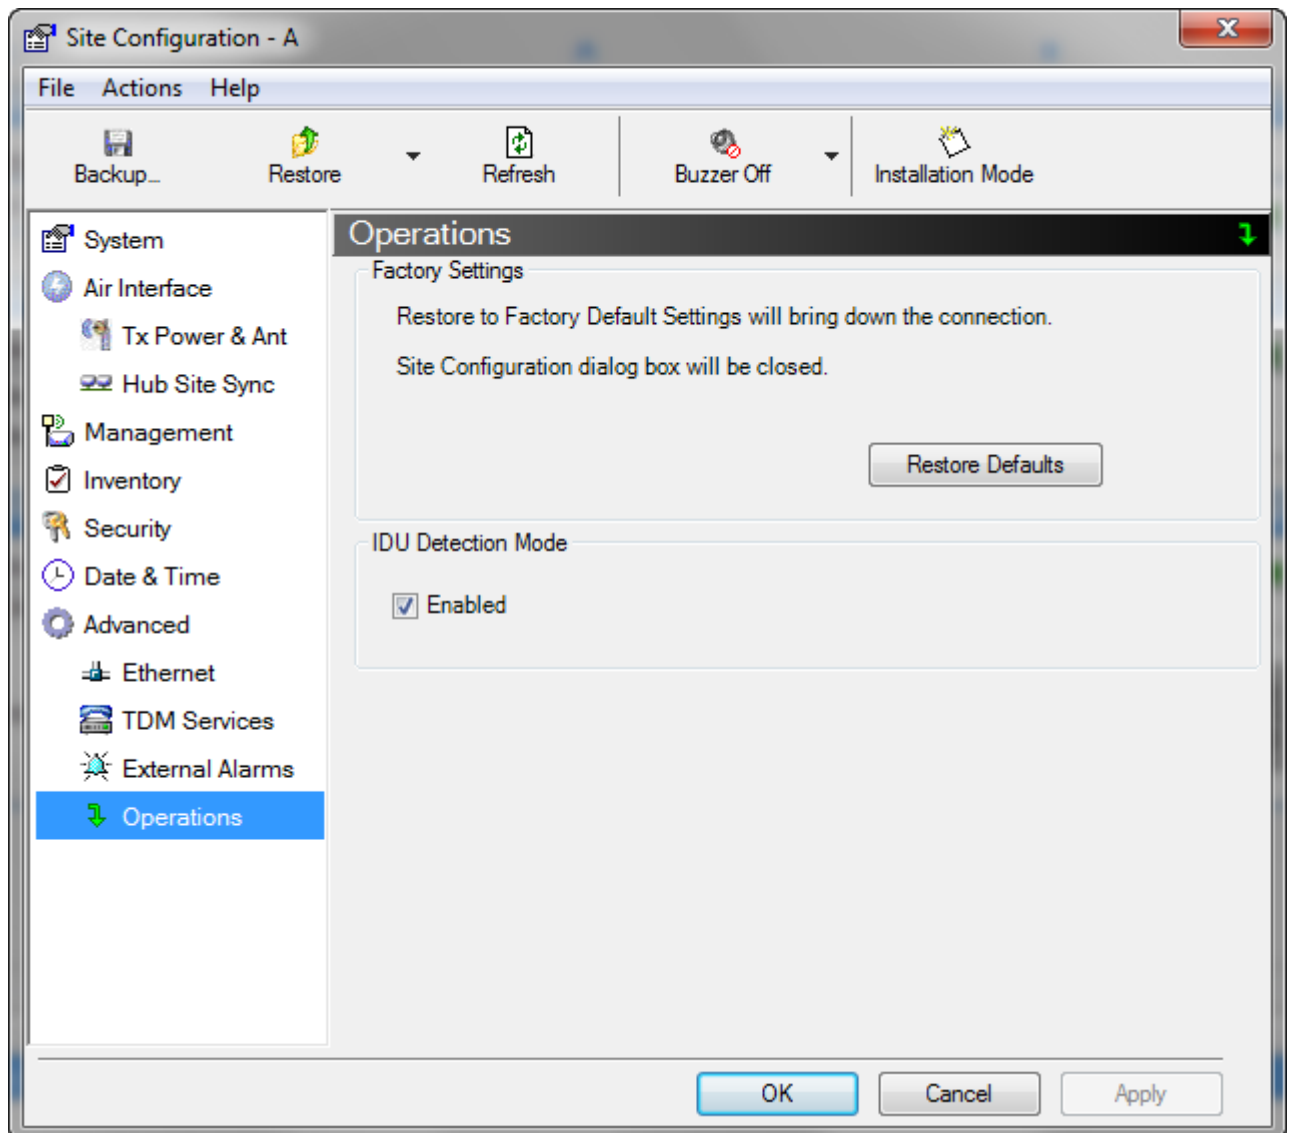 Site Configuration - A
File Actions Help
Backup... Restore Refresh Buzzer Off Installation Mode
System
Air Interface
Tx Power & Ant
Hub Site Sync
Management
Inventory
Security
Date & Time
Advanced
Ethernet
TDM Services
External Alarms
Operations
Operations
Factory Settings
Restore to Factory Default Settings will bring down the connection.
Site Configuration dialog box will be closed.
Restore Defaults
IDU Detection Mode
Enabled
OK Cancel Apply